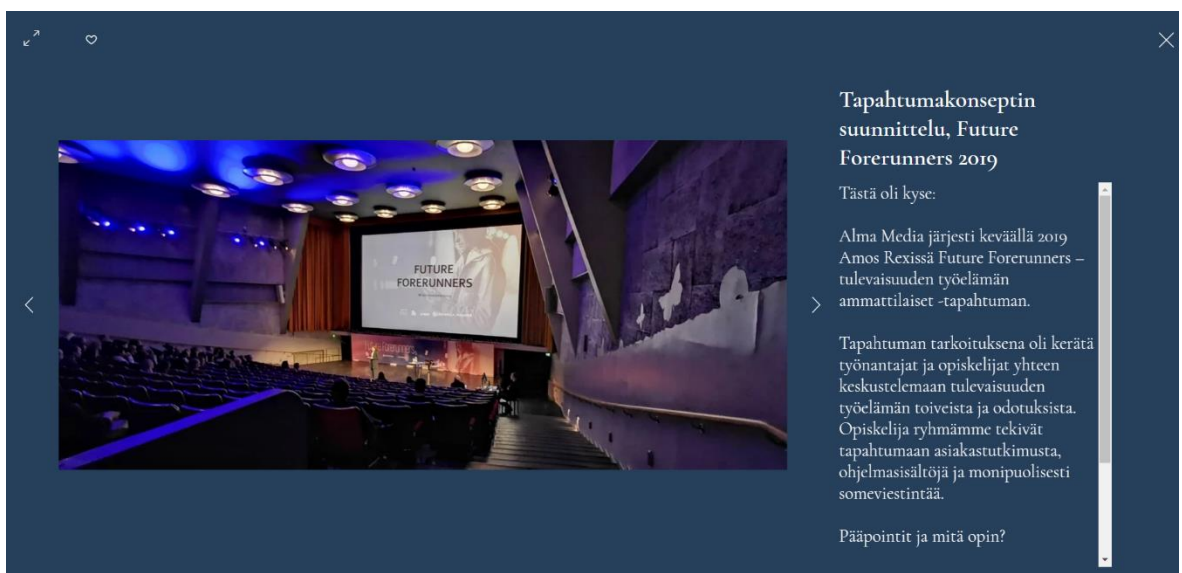 Tapahtumakonseptin
suunnittelu, Future
Forerunners 2019
Tästä oli kyse:
Alma Media järjesti keväällä 2019
Amos Rexissä Future Forerunners –
tulevaisuuden työelämän
ammattilaiset -tapahtuman.
Tapahtuman tarkoituksena oli kerätä
työnantajat ja opiskelijat yhteen
keskustelemaan tulevaisuuden
työelämän toiveista ja odotuksista.
Opiskelija ryhmämme tekivät
tapahtumaan asiakastutkimusta,
ohjelmasisältöjä ja monipuolisesti
someviestintää.
Pääpointit ja mitä opin?
FUTURE
FORERUNNERS